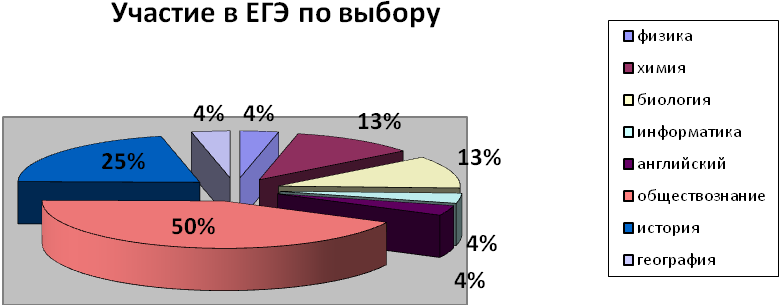 Участие в ЕГЭ по выбору
4%
4%
13%
13%
4%
4%
50%
25%
физика
химия
биология
информатика
английский
обществознание
история
география